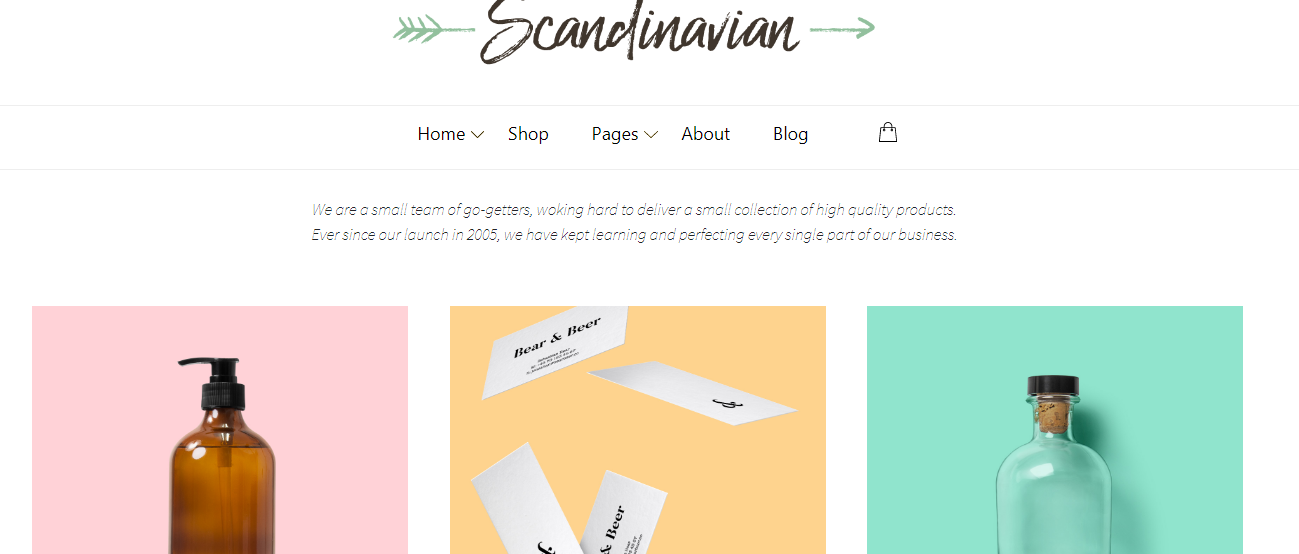 Scandinavian
Home
Shop
Pages
About
Blog
We are a small team of go-getters, woking hard to deliver a small collection of high quality products.
Ever since our launch in 2005, we have kept learning and perfecting every single part of our business.
Bear & Beer
& Beer